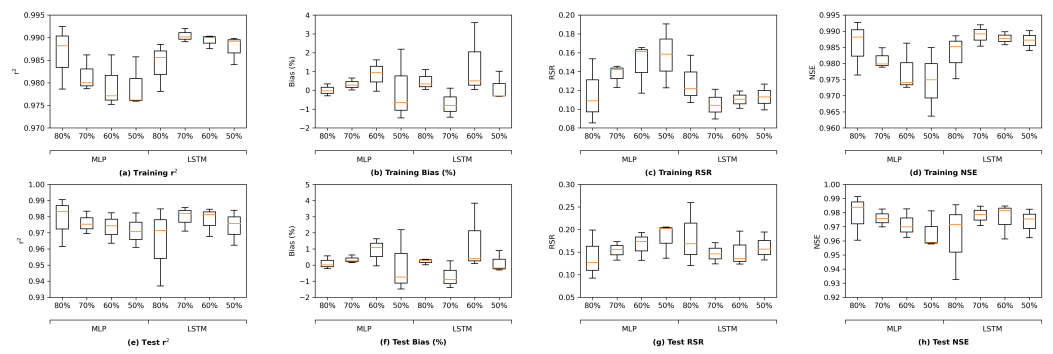 0.995
0.990
0.985
0.980
0.975
0.970
r²
80% 70% 60% 50% 80% 70% 60% 50%
MLP LSTM
(a) Training r²
4
3
2
1
0
−1
−2
Bias (%)
80% 70% 60% 50% 80% 70% 60% 50%
MLP LSTM
(b) Training Bias (%)
0.20
0.18
0.16
0.14
0.12
0.10
0.08
RSR
80% 70% 60% 50% 80% 70% 60% 50%
MLP LSTM
(c) Training RSR
0.995
0.990
0.985
0.980
0.975
0.970
0.965
0.960
NSE
80% 70% 60% 50% 80% 70% 60% 50%
MLP LSTM
(d) Training NSE
1.00
0.99
0.98
0.97
0.96
0.95
0.94
0.93
r²
80% 70% 60% 50% 80% 70% 60% 50%
MLP LSTM
(e) Test r²
5
4
3
2
1
0
−1
−2
Bias (%)
80% 70% 60% 50% 80% 70% 60% 50%
MLP LSTM
(f) Test Bias (%)
0.30
0.25
0.20
0.15
0.10
0.05
RSR
80% 70% 60% 50% 80% 70% 60% 50%
MLP LSTM
(g) Test RSR
1.00
0.99
0.98
0.97
0.96
0.95
0.94
0.93
0.92
NSE
80% 70% 60% 50% 80% 70% 60% 50%
MLP LSTM
(h) Test NSE